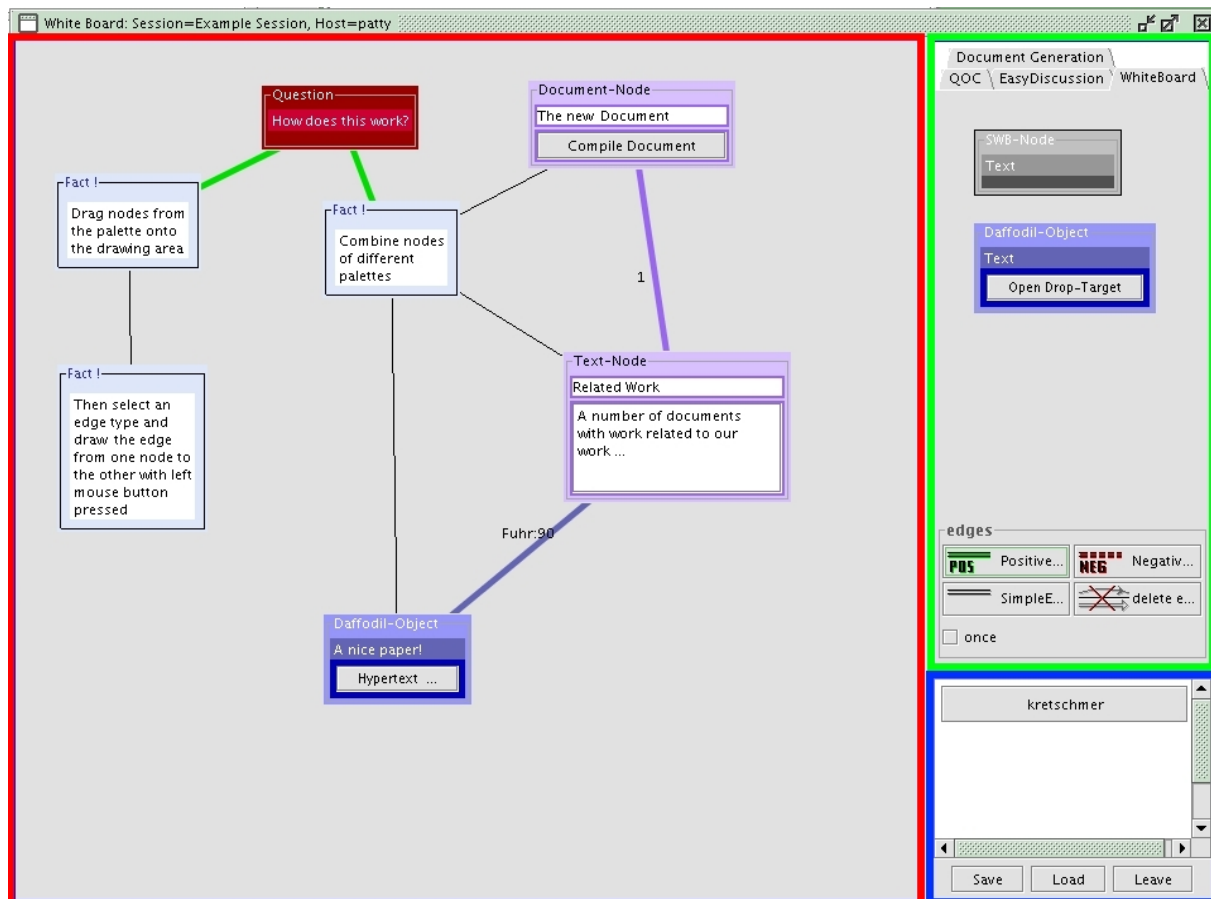 White Board: Session=Example Session, Host=patty
Question
How does this work?
Document-Node
The new Document
Compile Document
Fact !
Drag nodes from
the palette onto
the drawing area
Fact !
Combine nodes
of different
palettes
1
Fact !
Then select an
edge type and
draw the edge
from one node to
the other with left
mouse button
pressed
Text-Node
Related Work
A number of documents
with work related to our
work ...
Fuhr:90
Daffodil-Object
A nice paper!
Hypertext ...
Document Generation
QOC EasyDiscussion WhiteBoard
SWB-Node
Text
Daffodil-Object
Text
Open Drop-Target
edges
POS Positive... NEG Negativ...
SimpleE... delete e...
once
kretschmer
Save Load Leave